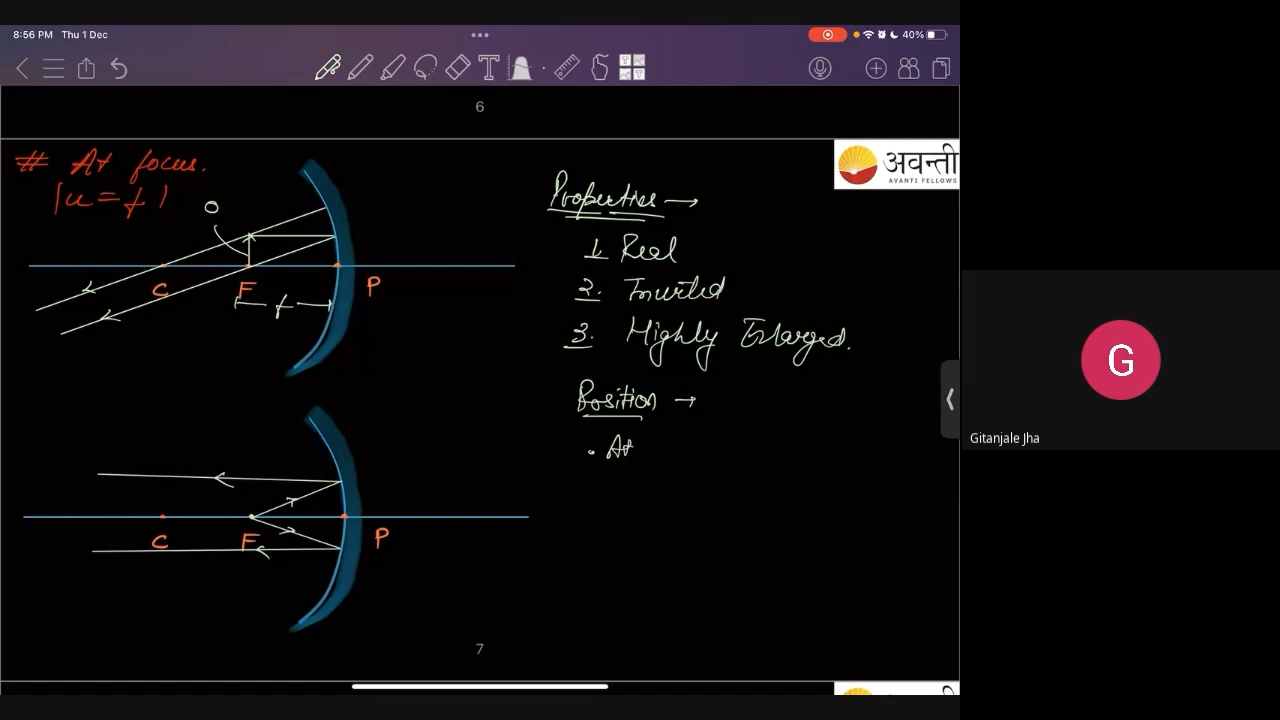 8:56 PM Thu 1 Dec
40%
6
# At focus.
(u = f)
O
C F P
f
Properties →
1. Real
2. Inverted
3. Highly Enlarged.
Position →
. At
C F P
7
अवन्ती
AVANTI FELLOWS
G
Gitanjale Jha